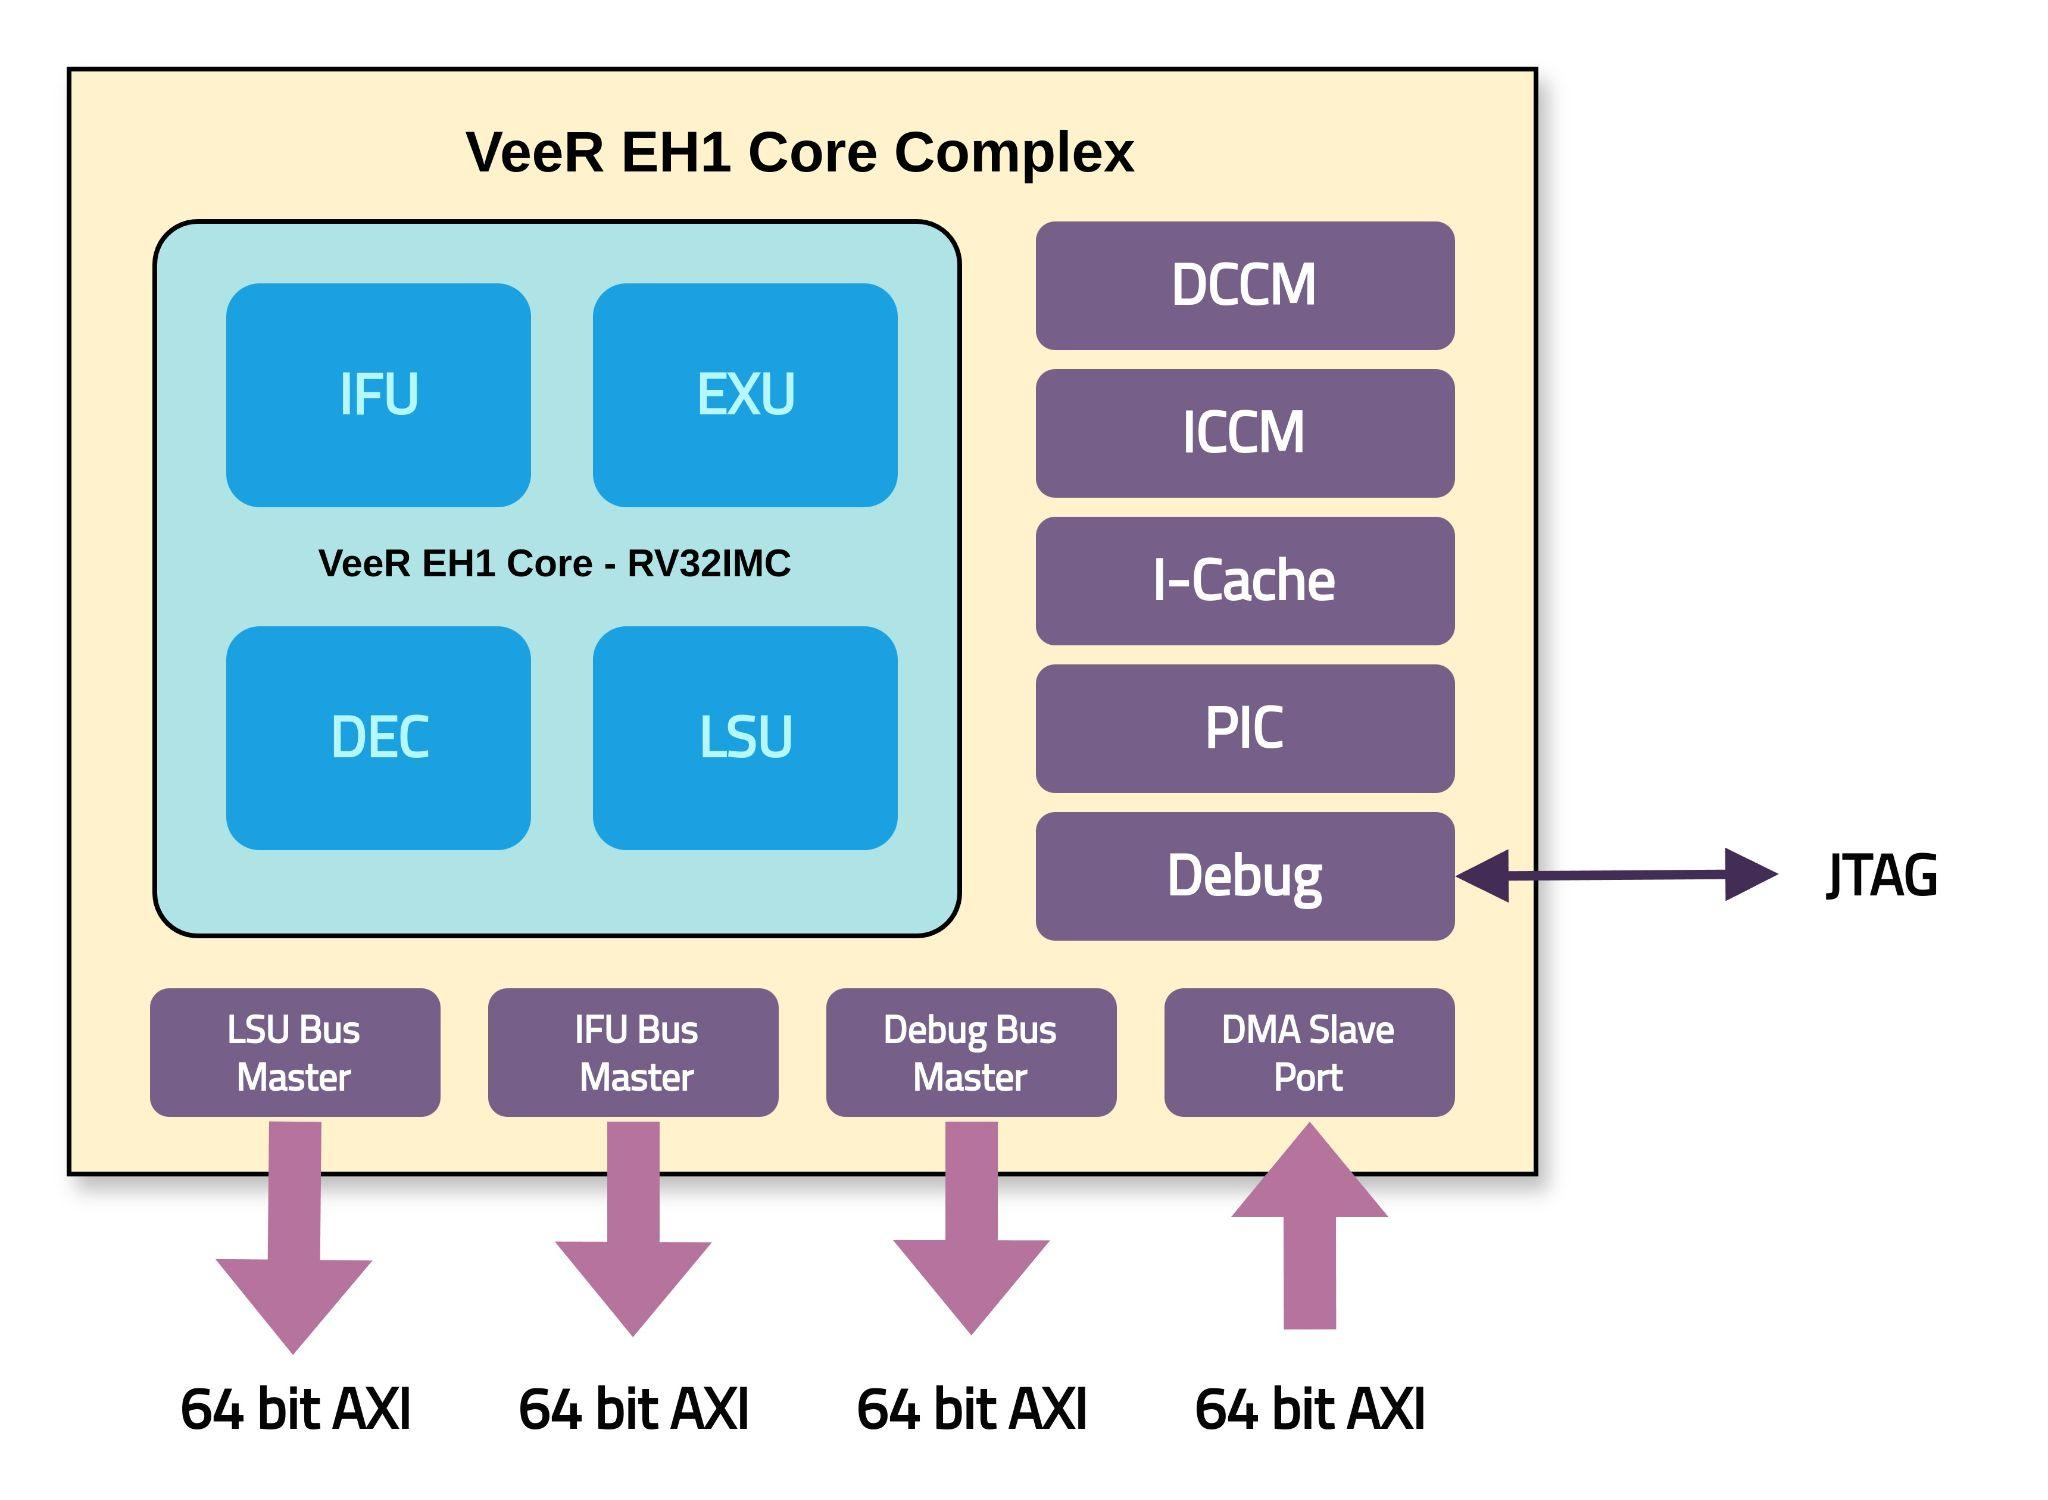 VeeR EH1 Core Complex
IFU
EXU
VeeR EH1 Core - RV32IMC
DEC
LSU
DCCM
ICCM
I-Cache
PIC
Debug
JTAG
LSU Bus
Master
IFU Bus
Master
Debug Bus
Master
DMA Slave
Port
64 bit AXI
64 bit AXI
64 bit AXI
64 bit AXI